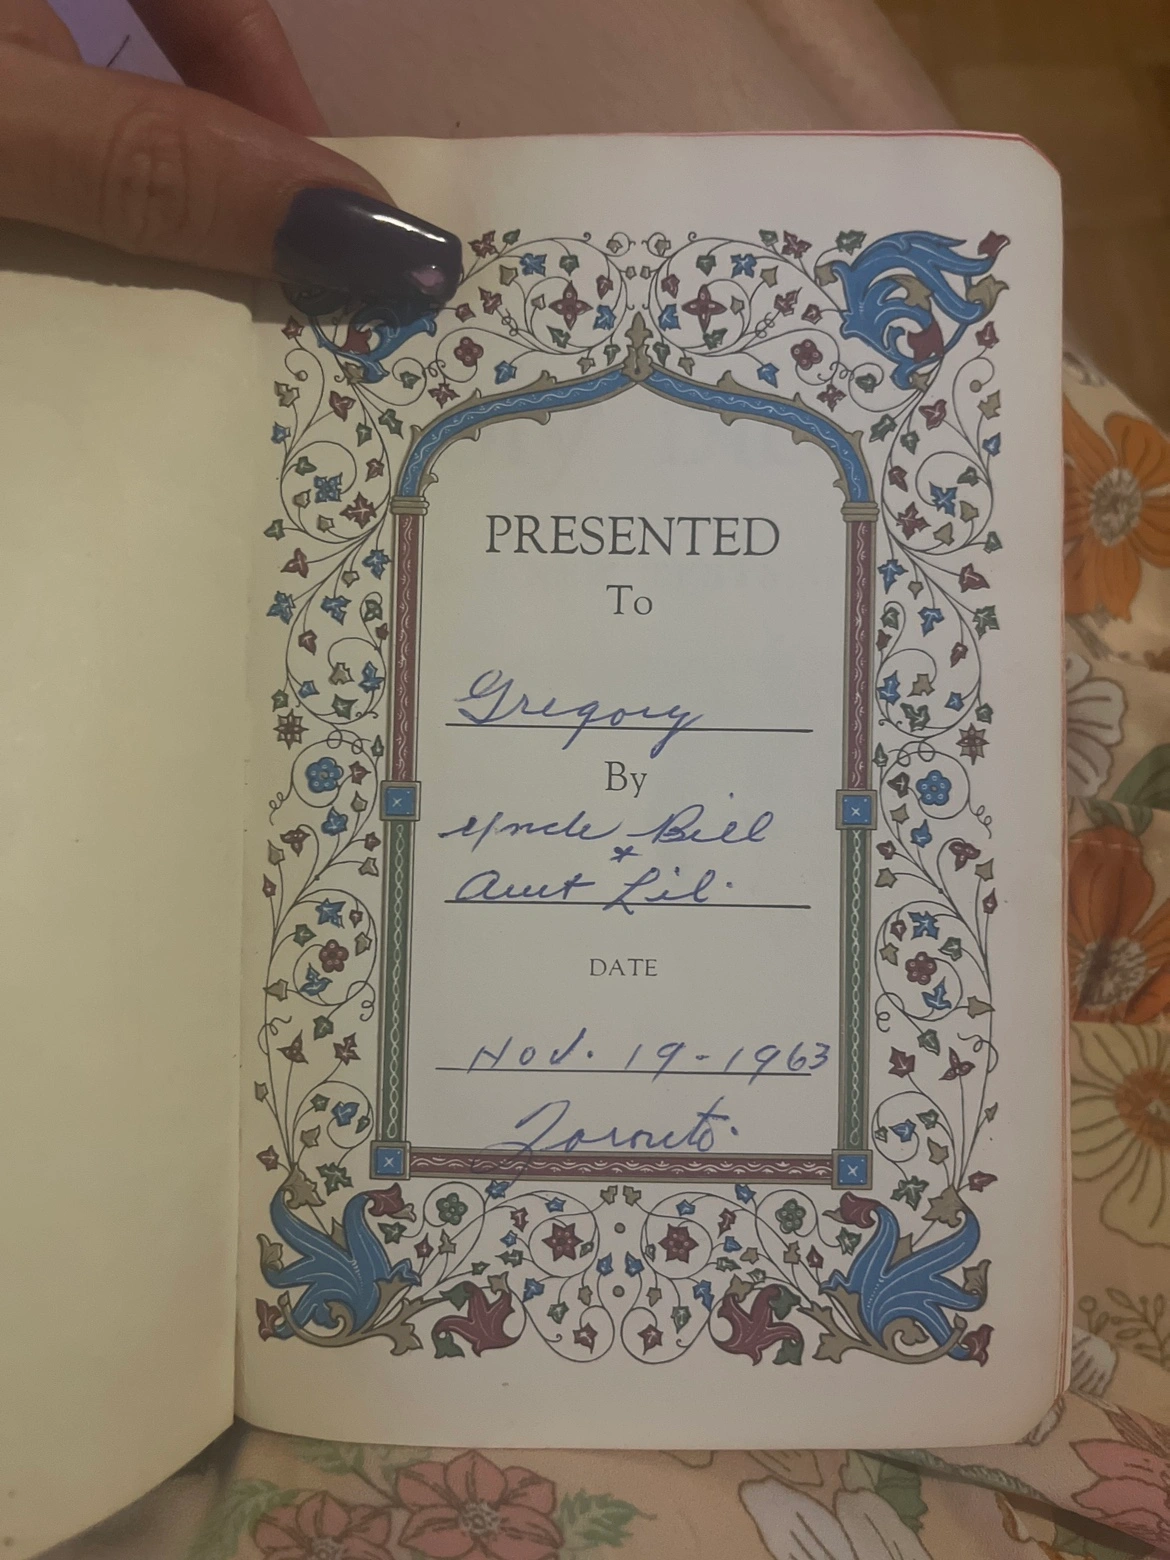 PRESENTED
To
Gregory
By
Uncle Bill
+
Aunt Lil.
DATE
Nov. 19-1963
Toronto.